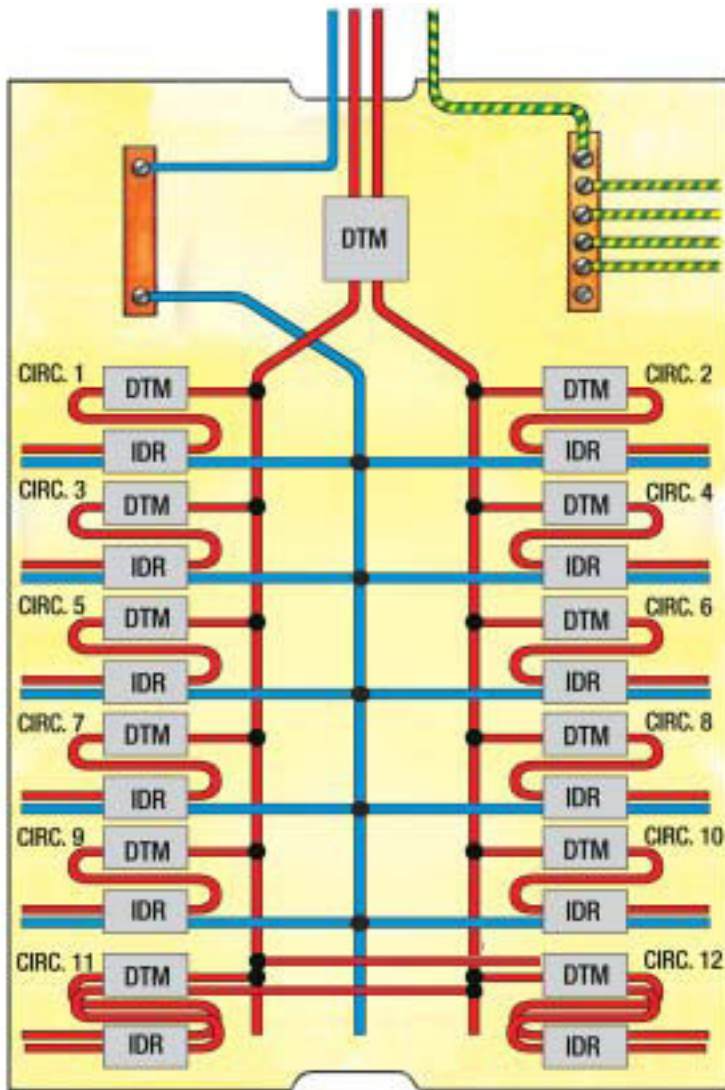 DTM
CIRC. 1 DTM DTM CIRC. 2
IDR IDR
CIRC. 3 DTM DTM CIRC. 4
IDR IDR
CIRC. 5 DTM DTM CIRC. 6
IDR IDR
CIRC. 7 DTM DTM CIRC. 8
IDR IDR
CIRC. 9 DTM DTM CIRC. 10
IDR IDR
CIRC. 11 DTM DTM CIRC. 12
IDR IDR